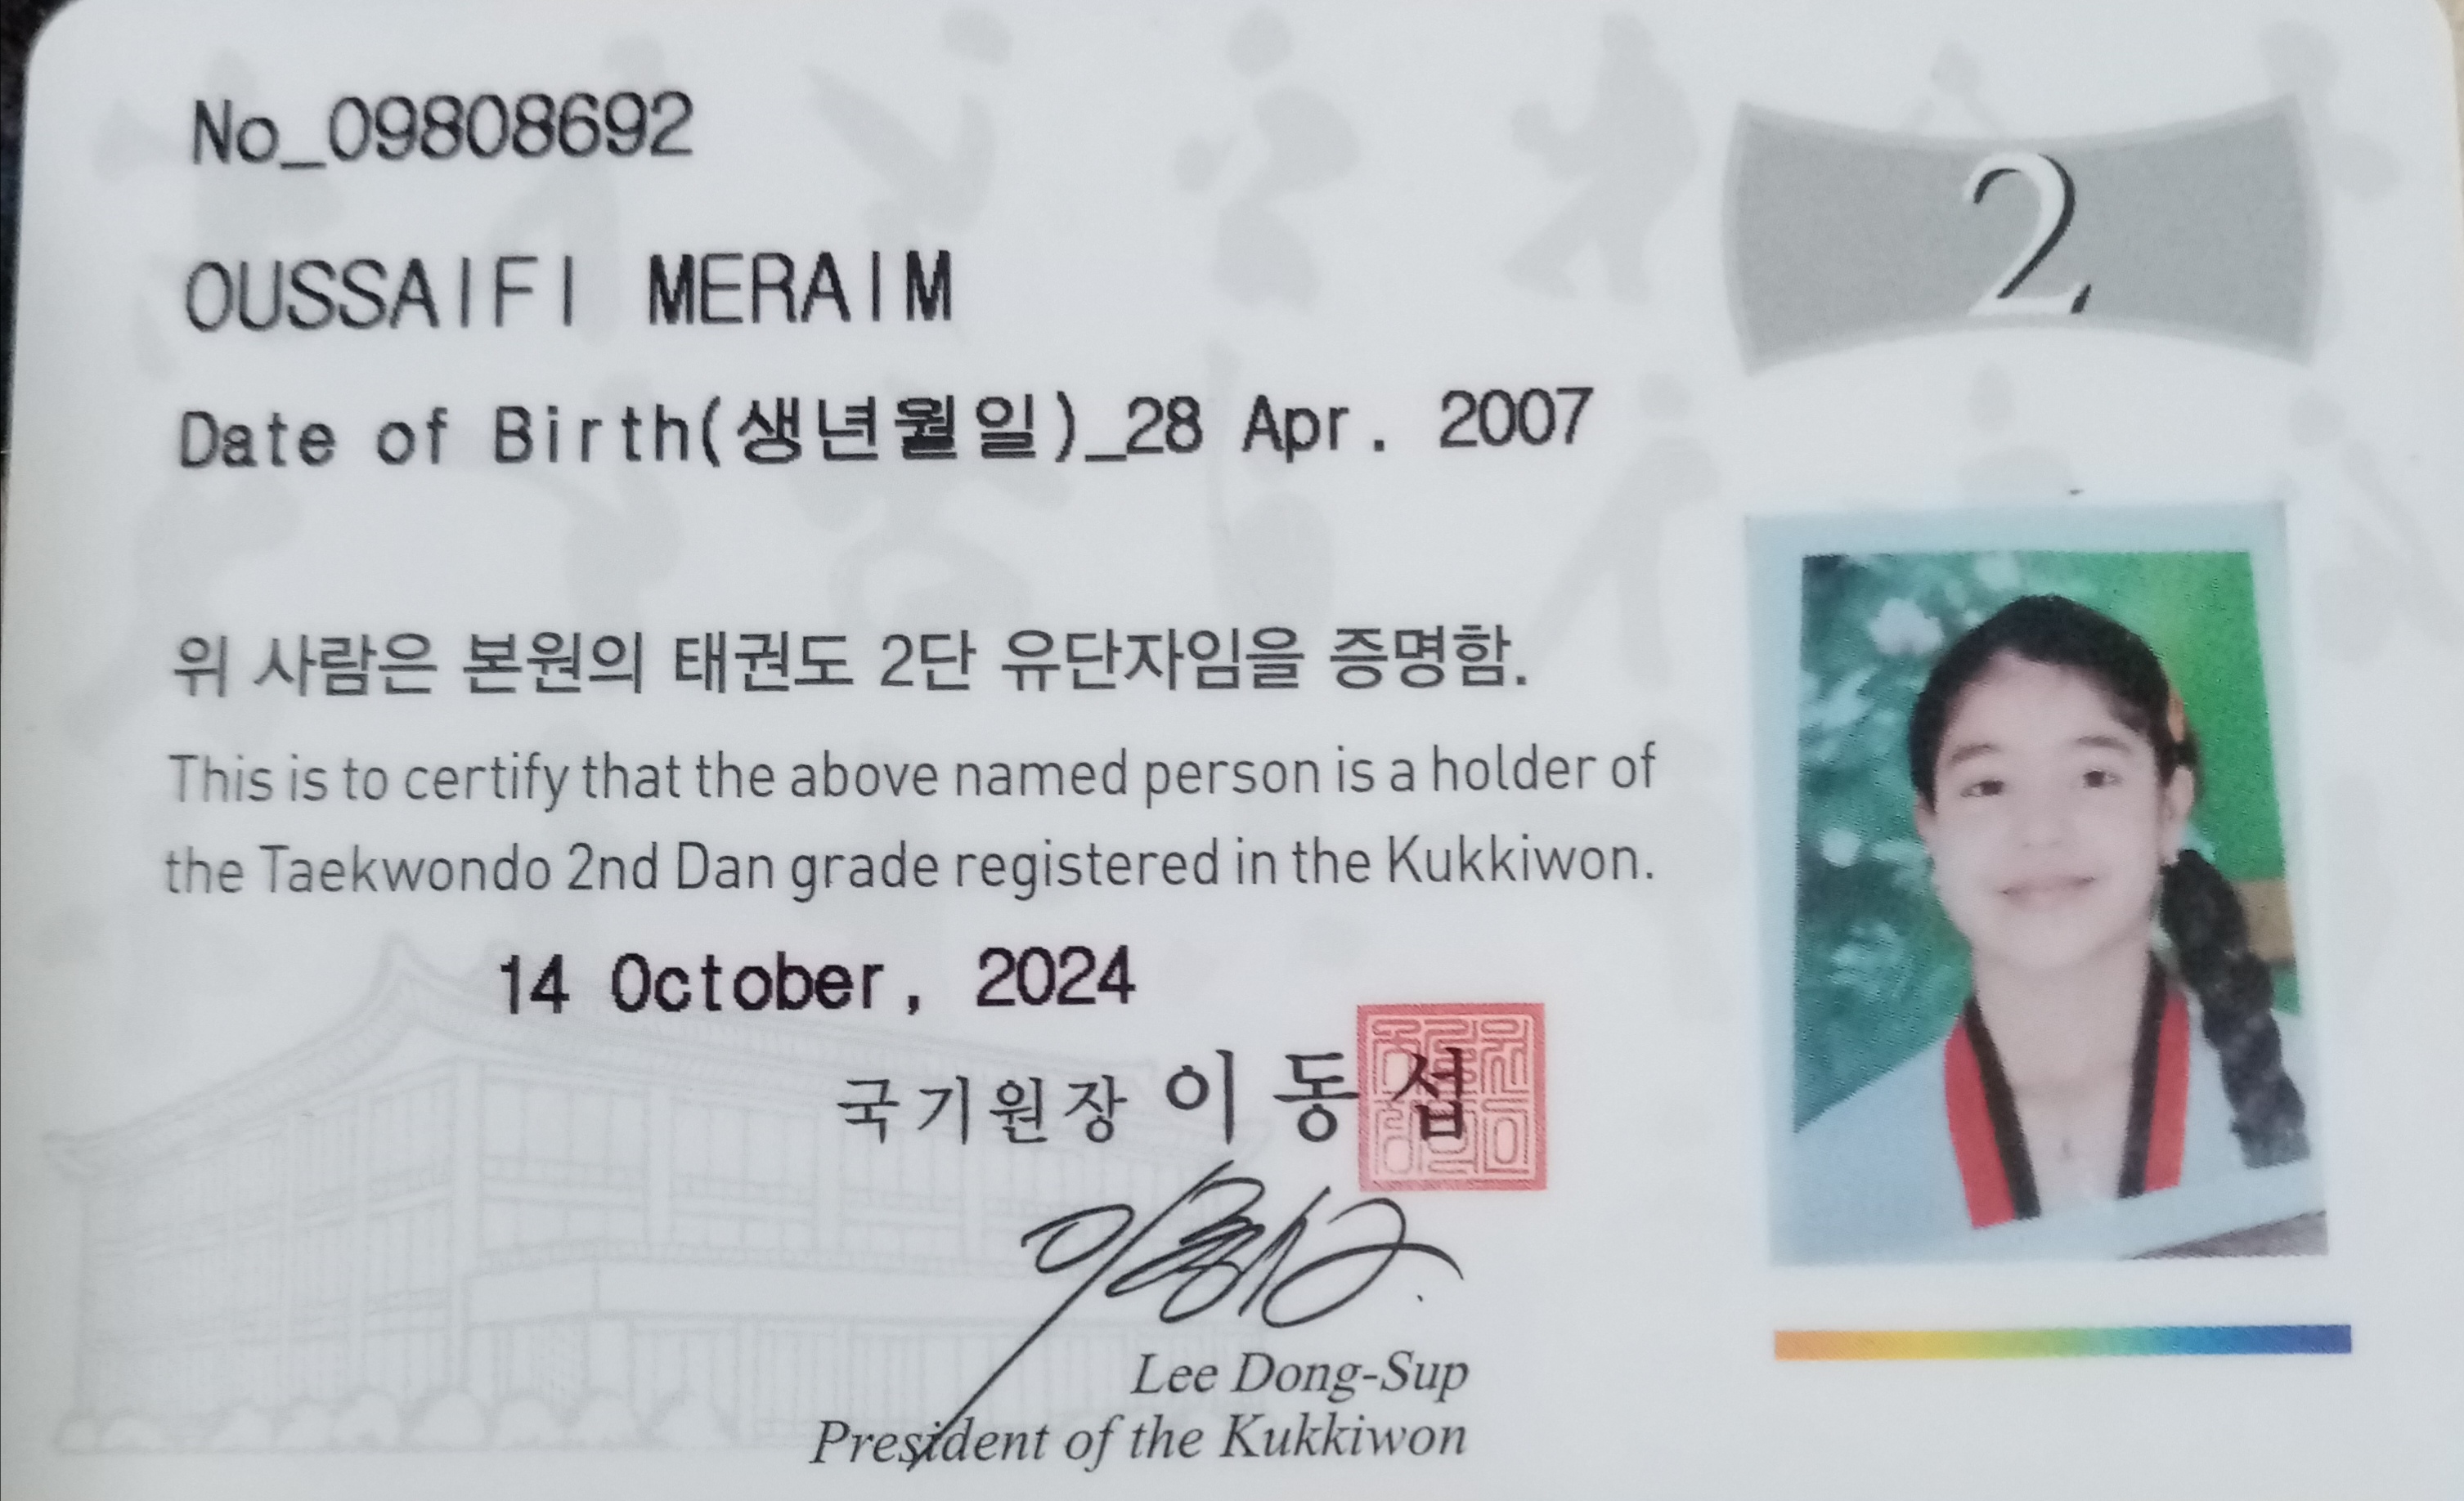 No_09808692
2
OUSSAIFI MERAIM
Date of Birth(생년월일)_28 Apr. 2007
위 사람은 본원의 태권도 2단 유단자임을 증명함.
This is to certify that the above named person is a holder of
the Taekwondo 2nd Dan grade registered in the Kukkiwon.
14 October, 2024
국기원장 이동섭
Lee Dong-Sup
President of the Kukkiwon